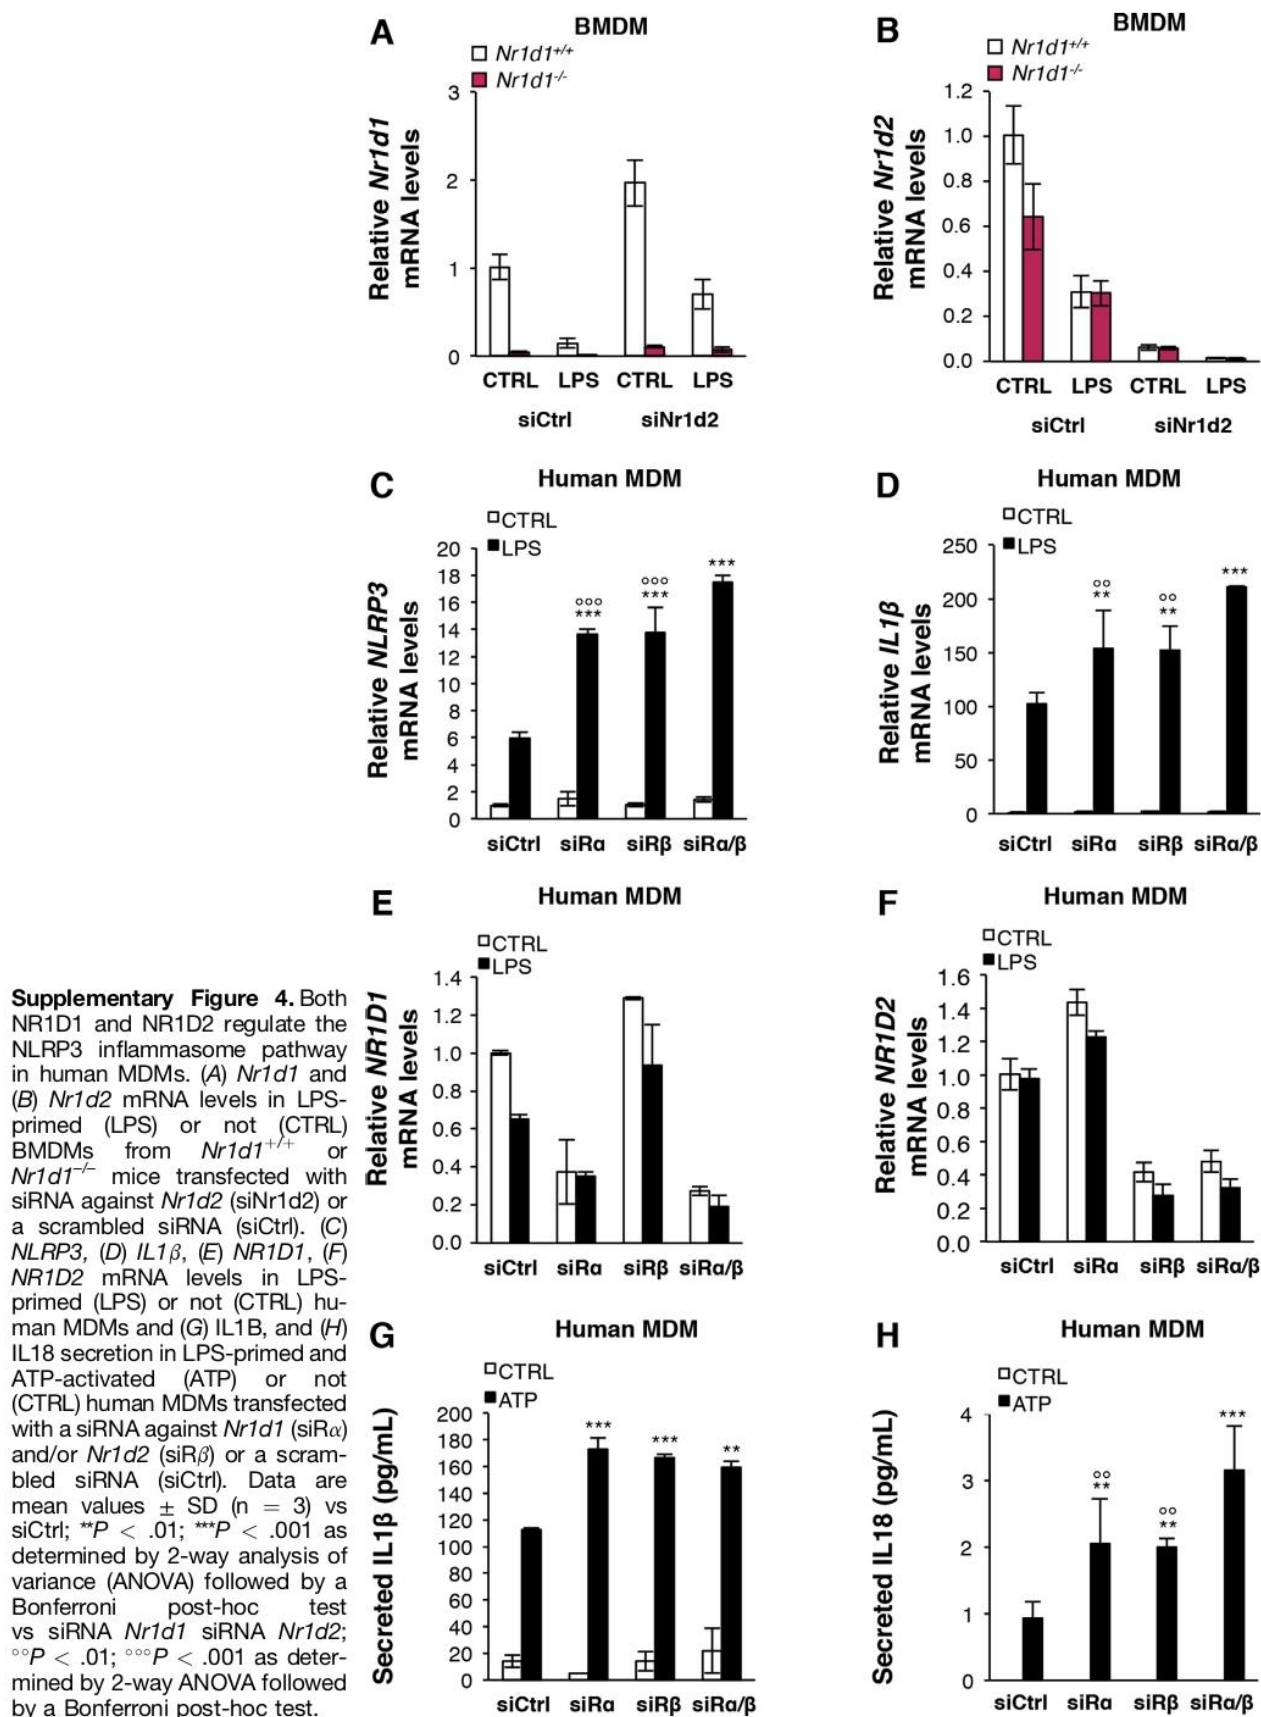 A
BMDM
Nr1d1+/+
Nr1d1-/-
Relative Nr1d1
mRNA levels
3
2
1
0
CTRL LPS CTRL LPS
siCtrl siNr1d2
B
BMDM
Nr1d1+/+
Nr1d1-/-
Relative Nr1d2
mRNA levels
1.2
1.0
0.8
0.6
0.4
0.2
0.0
CTRL LPS CTRL LPS
siCtrl siNr1d2
C
Human MDM
CTRL
LPS
Relative NLRP3
mRNA levels
20
18
16
14
12
10
8
6
4
2
0
°°°
***
°°°
***
***
siCtrl siRα siRβ siRα/β
D
Human MDM
CTRL
LPS
Relative IL1β
mRNA levels
250
200
150
100
50
0
°°
**
°°
**
***
siCtrl siRα siRβ siRα/β
E
Human MDM
CTRL
LPS
Relative NR1D1
mRNA levels
1.4
1.2
1.0
0.8
0.6
0.4
0.2
0.0
siCtrl siRα siRβ siRα/β
F
Human MDM
CTRL
LPS
Relative NR1D2
mRNA levels
1.6
1.4
1.2
1.0
0.8
0.6
0.4
0.2
0.0
siCtrl siRα siRβ siRα/β
G
Human MDM
CTRL
ATP
Secreted IL1β (pg/mL)
200
180
160
140
120
100
80
60
40
20
0
***
***
**
siCtrl siRα siRβ siRα/β
H
Human MDM
CTRL
ATP
Secreted IL18 (pg/mL)
4
3
2
1
0
°°
**
°°
**
***
siCtrl siRα siRβ siRα/β
Supplementary Figure 4. Both
NR1D1 and NR1D2 regulate the
NLRP3 inflammasome pathway
in human MDMs. (A) Nr1d1 and
(B) Nr1d2 mRNA levels in LPS-
primed (LPS) or not (CTRL)
BMDMs from Nr1d1+/+ or
Nr1d1−/− mice transfected with
siRNA against Nr1d2 (siNr1d2) or
a scrambled siRNA (siCtrl). (C)
NLRP3, (D) IL1β, (E) NR1D1, (F)
NR1D2 mRNA levels in LPS-
primed (LPS) or not (CTRL) hu-
man MDMs and (G) IL1B, and (H)
IL18 secretion in LPS-primed and
ATP-activated (ATP) or not
(CTRL) human MDMs transfected
with a siRNA against Nr1d1 (siRα)
and/or Nr1d2 (siRβ) or a scram-
bled siRNA (siCtrl). Data are
mean values ± SD (n = 3) vs
siCtrl; **P < .01; ***P < .001 as
determined by 2-way analysis of
variance (ANOVA) followed by a
Bonferroni post-hoc test
vs siRNA Nr1d1 siRNA Nr1d2;
°°P < .01; °°°P < .001 as deter-
mined by 2-way ANOVA followed
by a Bonferroni post-hoc test.